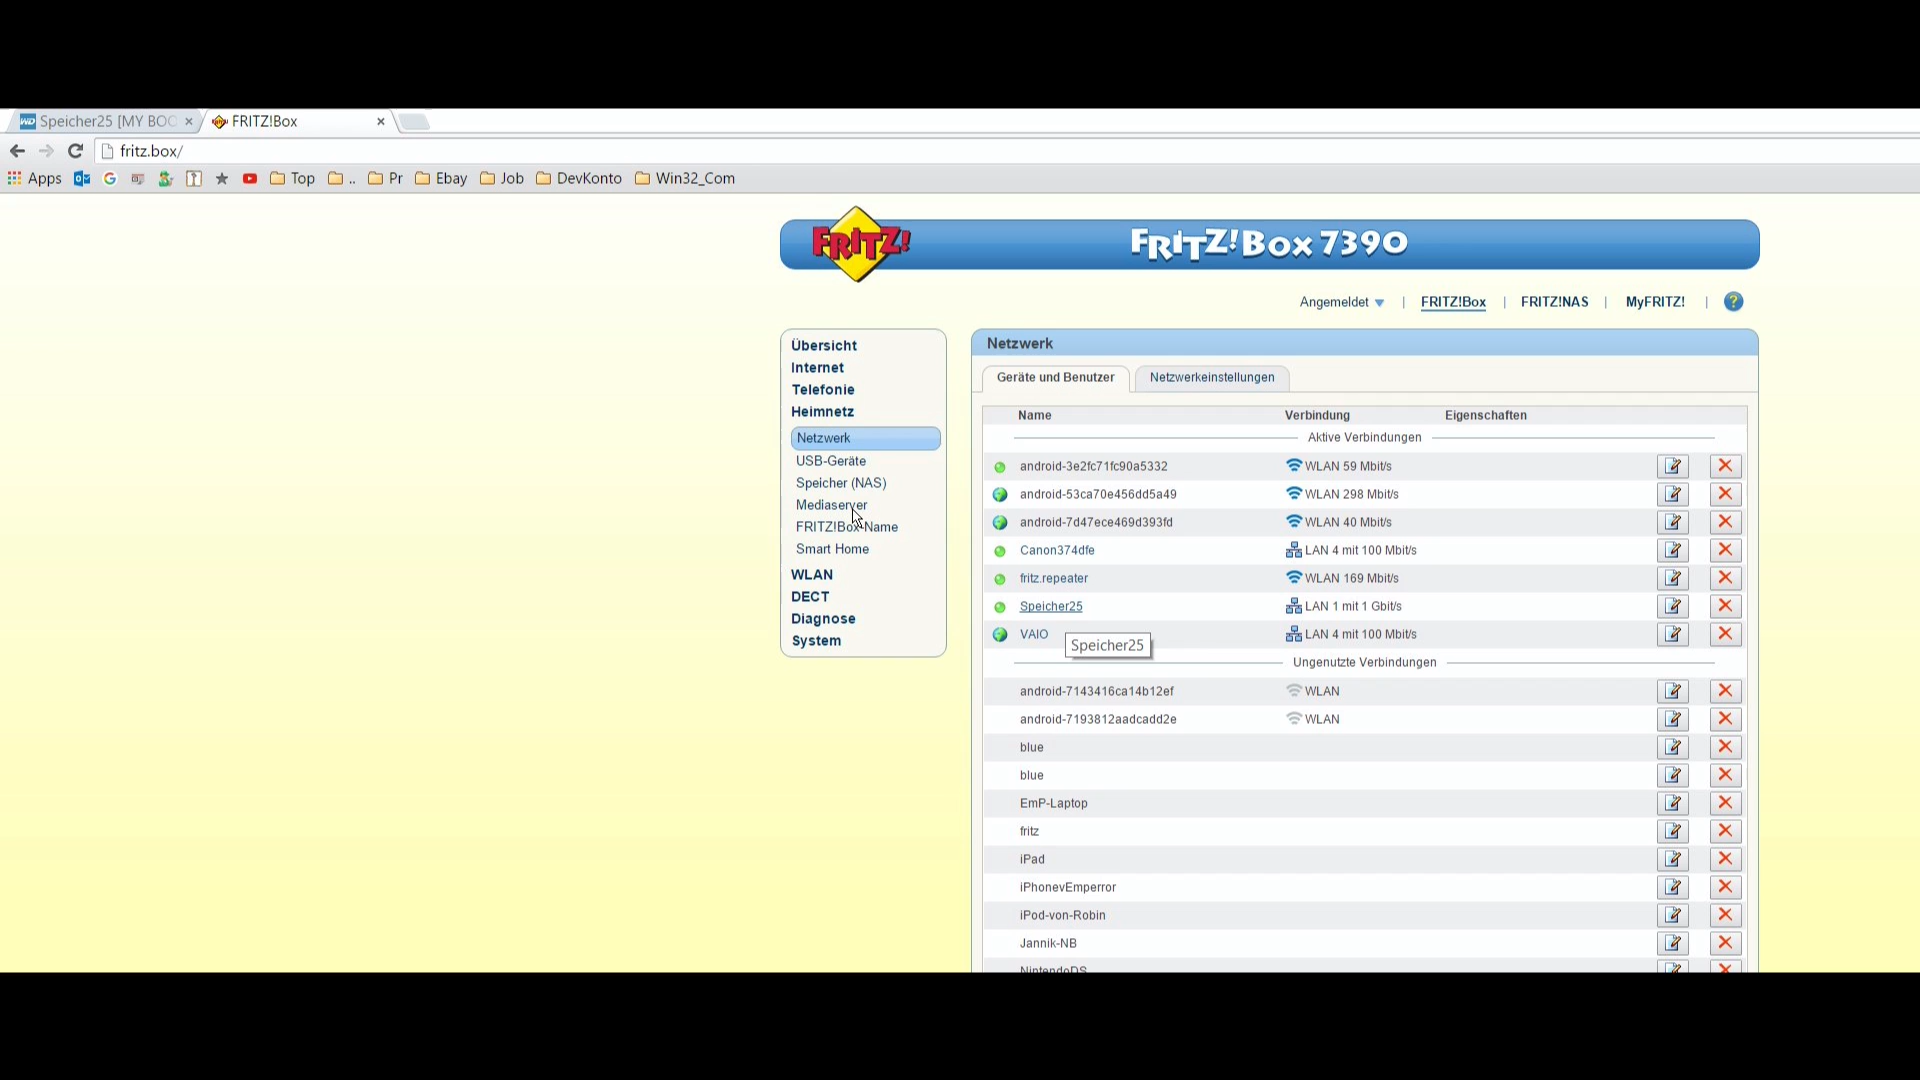 Speicher25 [MY BOO
FRITZ!Box
fritz.box/
Apps Top .. Pr Ebay Job DevKonto Win32_Com
FRITZ! FRITZ!Box 7390
Angemeldet | FRITZ!Box | FRITZ!NAS | MyFRITZ! | ?
Übersicht
Internet
Telefonie
Heimnetz
Netzwerk
USB-Geräte
Speicher (NAS)
Mediaserver
FRITZ!Box-Name
Smart Home
WLAN
DECT
Diagnose
System
Netzwerk
Geräte und Benutzer Netzwerkeinstellungen
Name Verbindung Eigenschaften
Aktive Verbindungen
android-3e2fc71fc90a5332 WLAN 59 Mbit/s
android-53ca70e456dd5a49 WLAN 298 Mbit/s
android-7d47ece469d393fd WLAN 40 Mbit/s
Canon374dfe LAN 4 mit 100 Mbit/s
fritz.repeater WLAN 169 Mbit/s
Speicher25 LAN 1 mit 1 Gbit/s
VAIO LAN 4 mit 100 Mbit/s
Speicher25
Ungenutzte Verbindungen
android-7143416ca14b12ef WLAN
android-7193812aadcadd2e WLAN
blue
blue
EmP-Laptop
fritz
iPad
iPhonevEmperror
iPod-von-Robin
Jannik-NB
NintendoDS